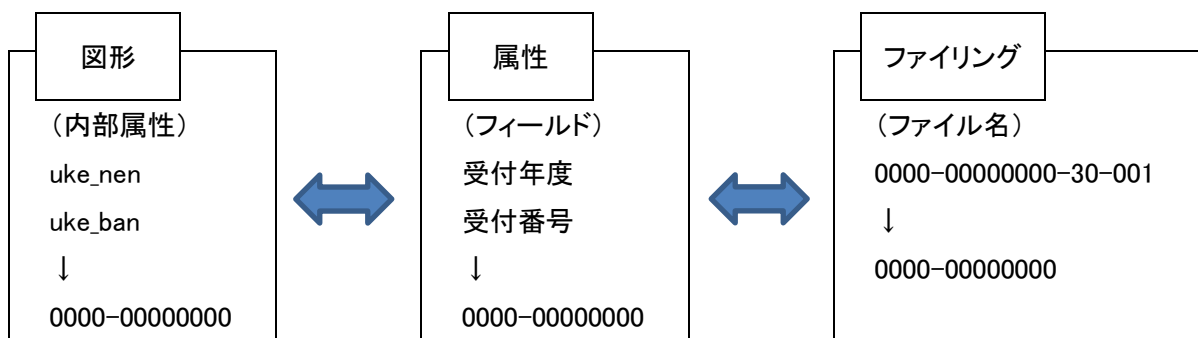 図形
（内部属性）
uke_nen
uke_ban
↓
0000-00000000
属性
（フィールド）
受付年度
受付番号
↓
0000-00000000
ファイリング
（ファイル名）
0000-00000000-30-001
↓
0000-00000000